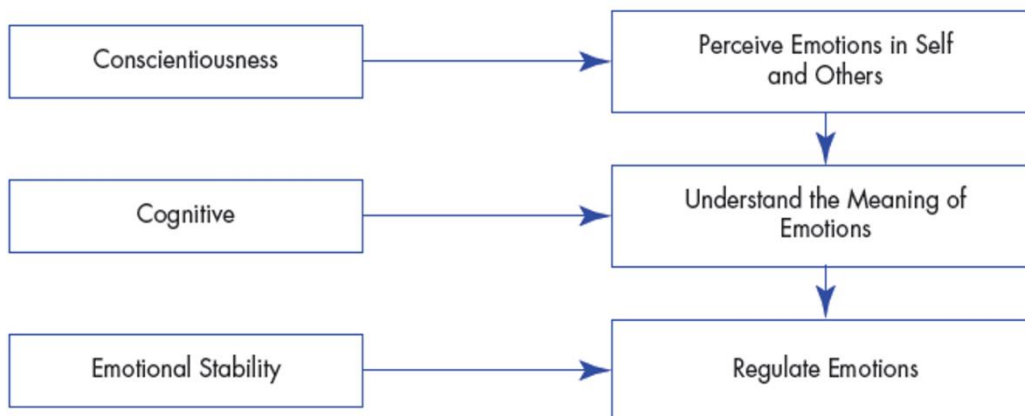 Conscientiousness
Perceive Emotions in Self
and Others
Cognitive
Understand the Meaning of
Emotions
Emotional Stability
Regulate Emotions